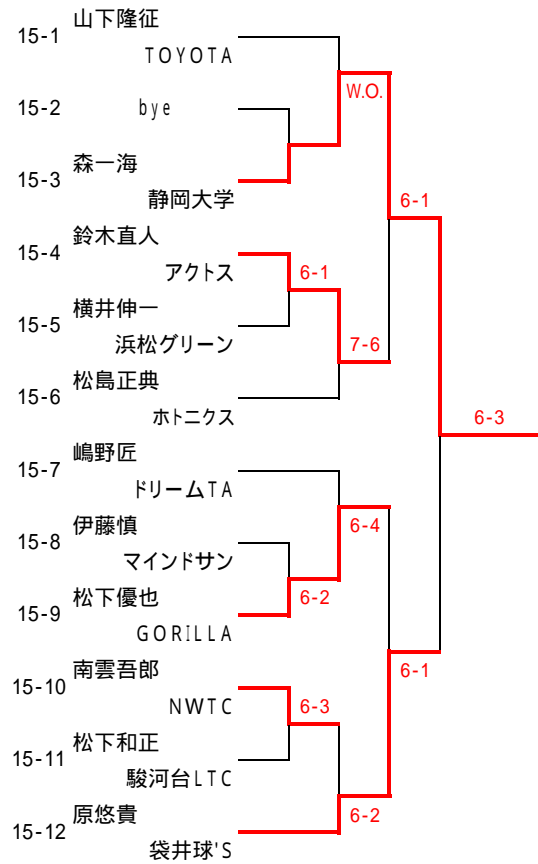 15-1 山下隆征
TOYOTA
W.O.
15-2 bye
15-3 森一海
静岡大学
6-1
15-4 鈴木直人
アクトス
6-1
15-5 横井伸一
浜松グリーン
7-6
15-6 松島正典
ホトニクス
6-3
15-7 嶋野匠
ドリームTA
6-4
15-8 伊藤慎
マインドサン
6-2
15-9 松下優也
GORILLA
6-1
15-10 南雲吾郎
NWTC
6-3
15-11 松下和正
駿河台LTC
6-2
15-12 原悠貴
袋井球'S